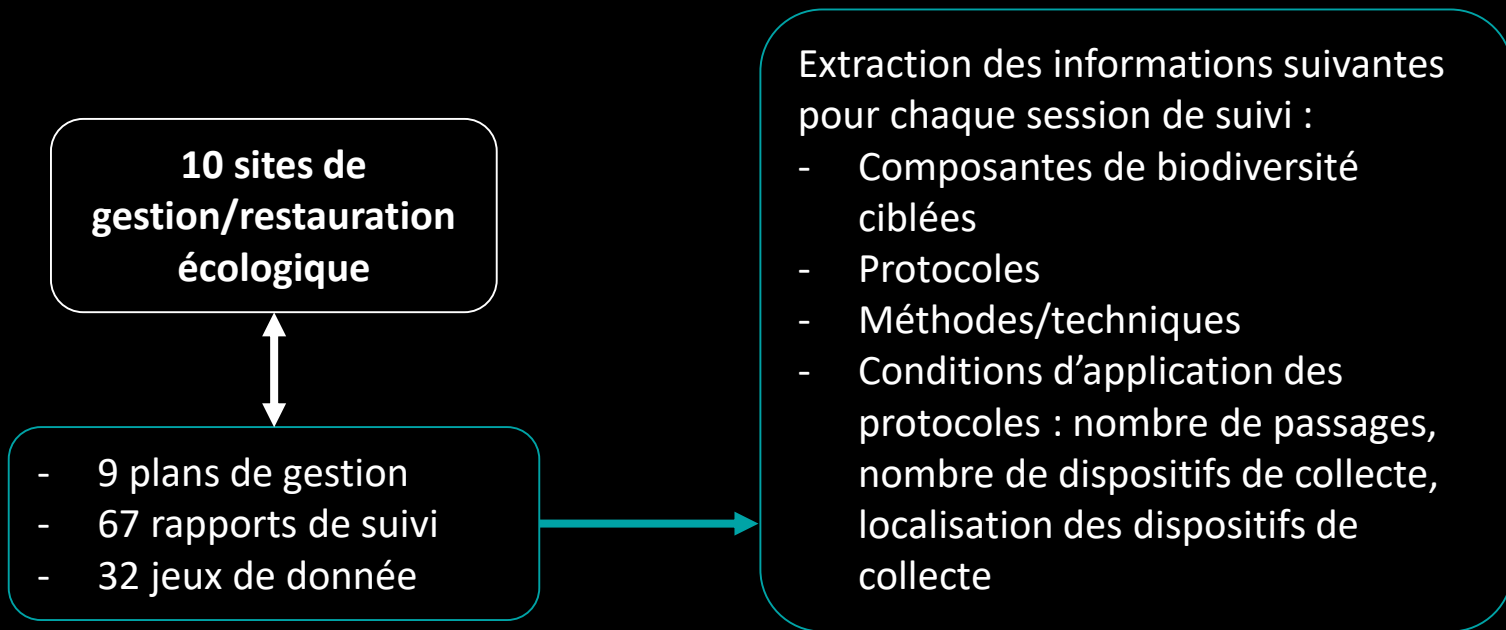 10 sites de
gestion/restauration
écologique
- 9 plans de gestion
- 67 rapports de suivi
- 32 jeux de donnée
Extraction des informations suivantes
pour chaque session de suivi :
- Composantes de biodiversité
ciblées
- Protocoles
- Méthodes/techniques
- Conditions d’application des
protocoles : nombre de passages,
nombre de dispositifs de collecte,
localisation des dispositifs de
collecte